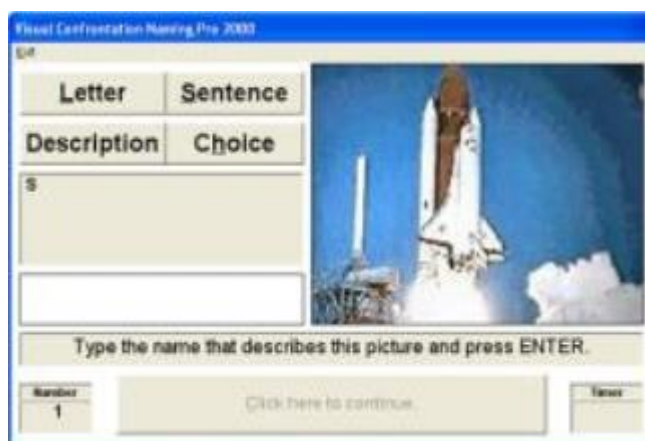 Visual Confrontation Naming Pro 2000
Exit
Letter
Sentence
Description
Choice
S
Type the name that describes this picture and press ENTER.
Number
1
Click here to continue.
Timer